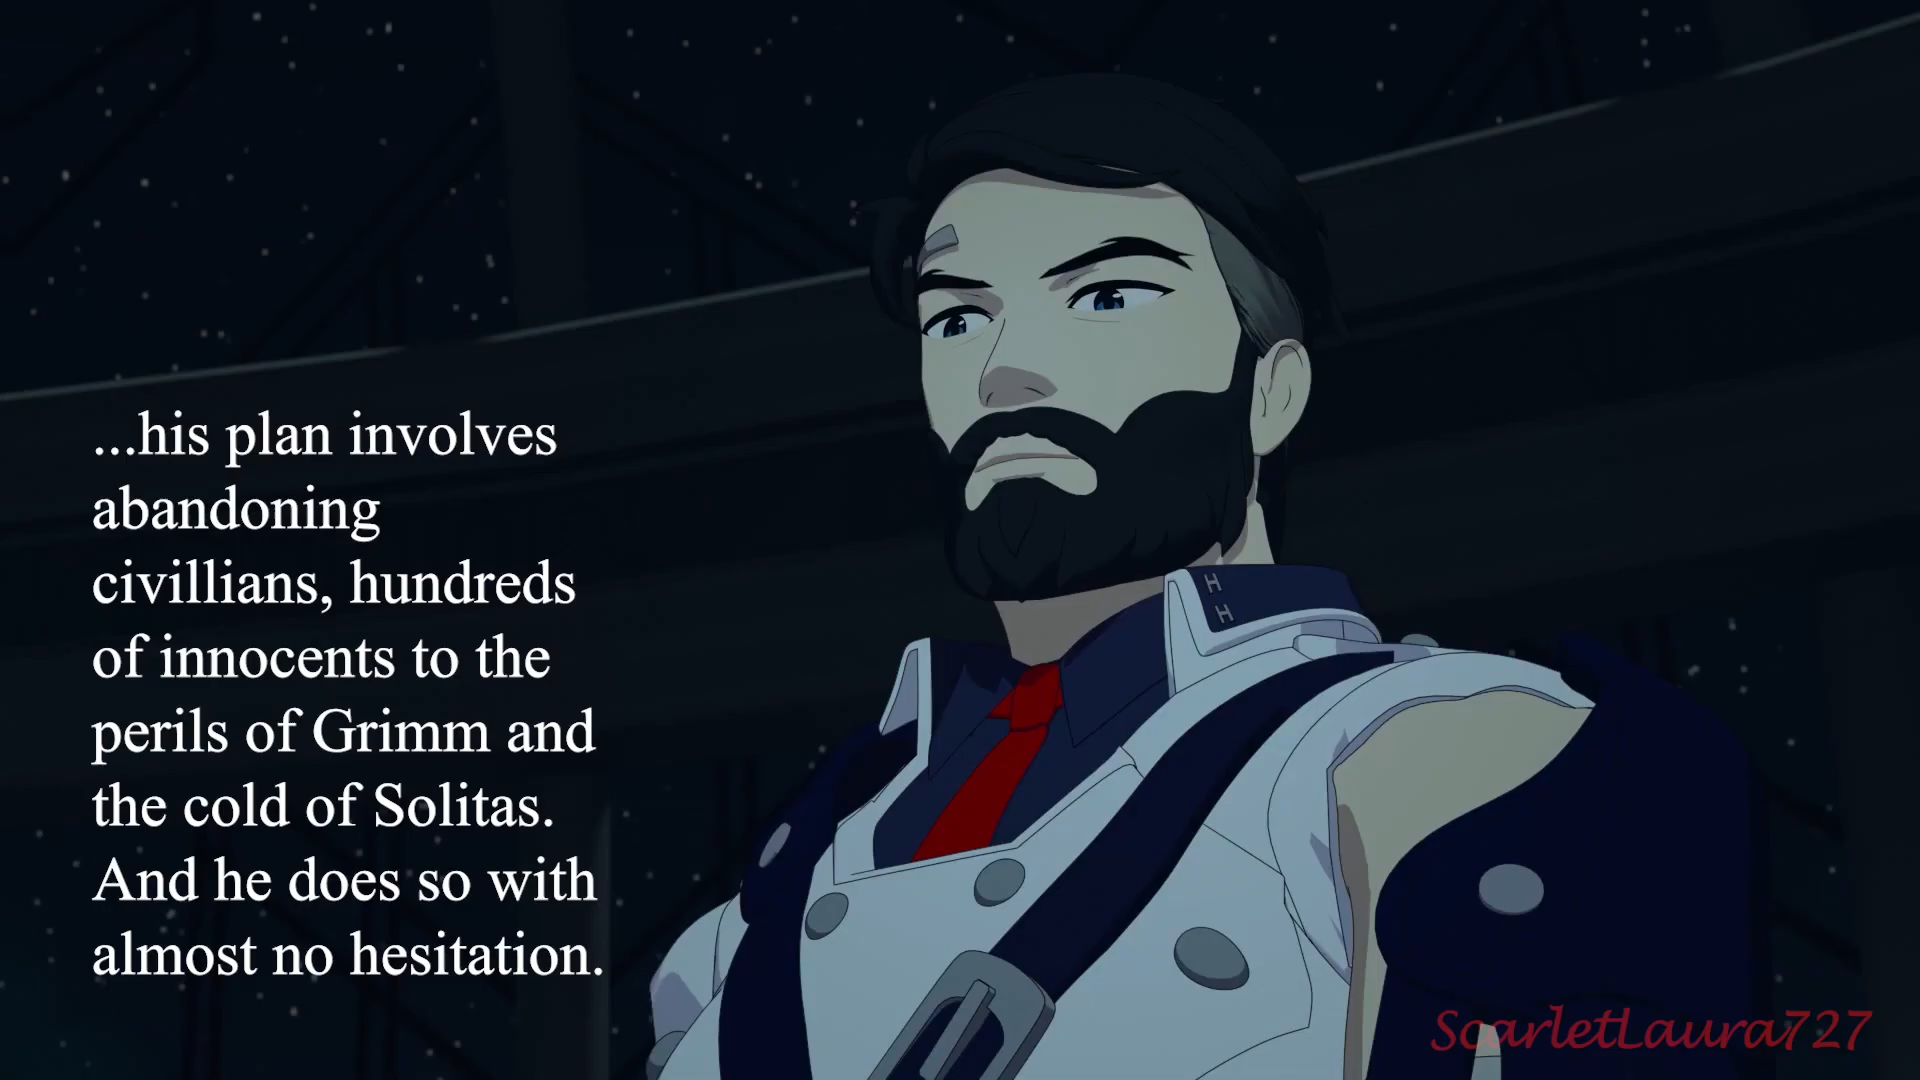 ...his plan involves
abandoning
civillians, hundreds
of innocents to the
perils of Grimm and
the cold of Solitas.
And he does so with
almost no hesitation.
ScarletLaura727